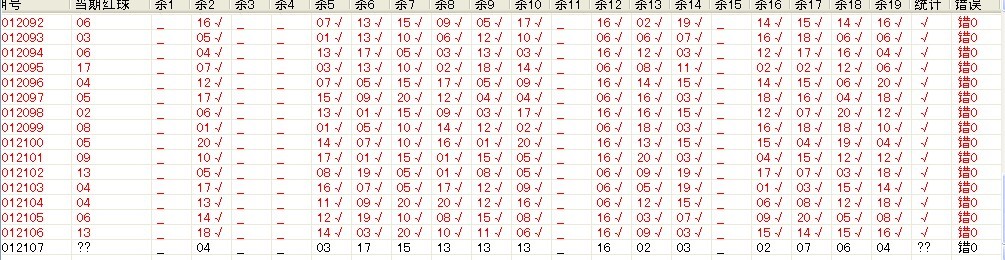 期号 当期红球 余1 余2 余3 余4 余5 余6 余7 余8 余9 余10 余11 余12 余13 余14 余15 余16 余17 余18 余19 统计 错误
012092 06 _ 16 √ _ _ 07 √ 13 √ 15 √ 09 √ 05 √ 17 √ _ 16 √ 02 √ 19 √ _ 14 √ 15 √ 14 √ 16 √ √ 错0
012093 03 _ 05 √ _ _ 01 √ 13 √ 10 √ 06 √ 12 √ 10 √ _ 06 √ 06 √ 07 √ _ 16 √ 18 √ 06 √ 06 √ √ 错0
012094 06 _ 04 √ _ _ 13 √ 17 √ 05 √ 03 √ 13 √ 03 √ _ 16 √ 12 √ 03 √ _ 12 √ 17 √ 16 √ 04 √ √ 错0
012095 17 _ 07 √ _ _ 03 √ 13 √ 10 √ 02 √ 18 √ 14 √ _ 06 √ 08 √ 11 √ _ 02 √ 02 √ 12 √ 06 √ √ 错0
012096 04 _ 12 √ _ _ 07 √ 05 √ 15 √ 17 √ 05 √ 09 √ _ 16 √ 14 √ 15 √ _ 14 √ 15 √ 06 √ 20 √ √ 错0
012097 05 _ 17 √ _ _ 15 √ 09 √ 20 √ 12 √ 04 √ 04 √ _ 06 √ 16 √ 03 √ _ 18 √ 16 √ 04 √ 18 √ √ 错0
012098 02 _ 06 √ _ _ 13 √ 01 √ 15 √ 09 √ 03 √ 17 √ _ 16 √ 16 √ 15 √ _ 12 √ 07 √ 20 √ 12 √ √ 错0
012099 08 _ 01 √ _ _ 01 √ 05 √ 10 √ 14 √ 12 √ 02 √ _ 06 √ 18 √ 03 √ _ 16 √ 18 √ 18 √ 10 √ √ 错0
012100 05 _ 20 √ _ _ 14 √ 07 √ 10 √ 16 √ 01 √ 20 √ _ 16 √ 13 √ 15 √ _ 15 √ 04 √ 19 √ 04 √ √ 错0
012101 09 _ 10 √ _ _ 17 √ 01 √ 15 √ 01 √ 15 √ 05 √ _ 16 √ 20 √ 03 √ _ 04 √ 15 √ 12 √ 12 √ √ 错0
012102 13 _ 05 √ _ _ 08 √ 19 √ 05 √ 01 √ 08 √ 05 √ _ 06 √ 09 √ 19 √ _ 17 √ 07 √ 03 √ 18 √ √ 错0
012103 04 _ 17 √ _ _ 16 √ 07 √ 05 √ 17 √ 12 √ 09 √ _ 06 √ 05 √ 19 √ _ 01 √ 03 √ 15 √ 14 √ √ 错0
012104 04 _ 13 √ _ _ 11 √ 09 √ 20 √ 20 √ 12 √ 16 √ _ 06 √ 12 √ 15 √ _ 06 √ 08 √ 12 √ 18 √ √ 错0
012105 06 _ 14 √ _ _ 12 √ 19 √ 10 √ 08 √ 15 √ 08 √ _ 16 √ 03 √ 07 √ _ 09 √ 20 √ 05 √ 08 √ √ 错0
012106 13 _ 18 √ _ _ 14 √ 03 √ 20 √ 10 √ 11 √ 06 √ _ 06 √ 09 √ 03 √ _ 15 √ 14 √ 15 √ 16 √ √ 错0
012107 ?? _ 04 _ _ 03 17 15 13 13 13 _ 16 02 03 _ 02 07 06 04 ?? 错0